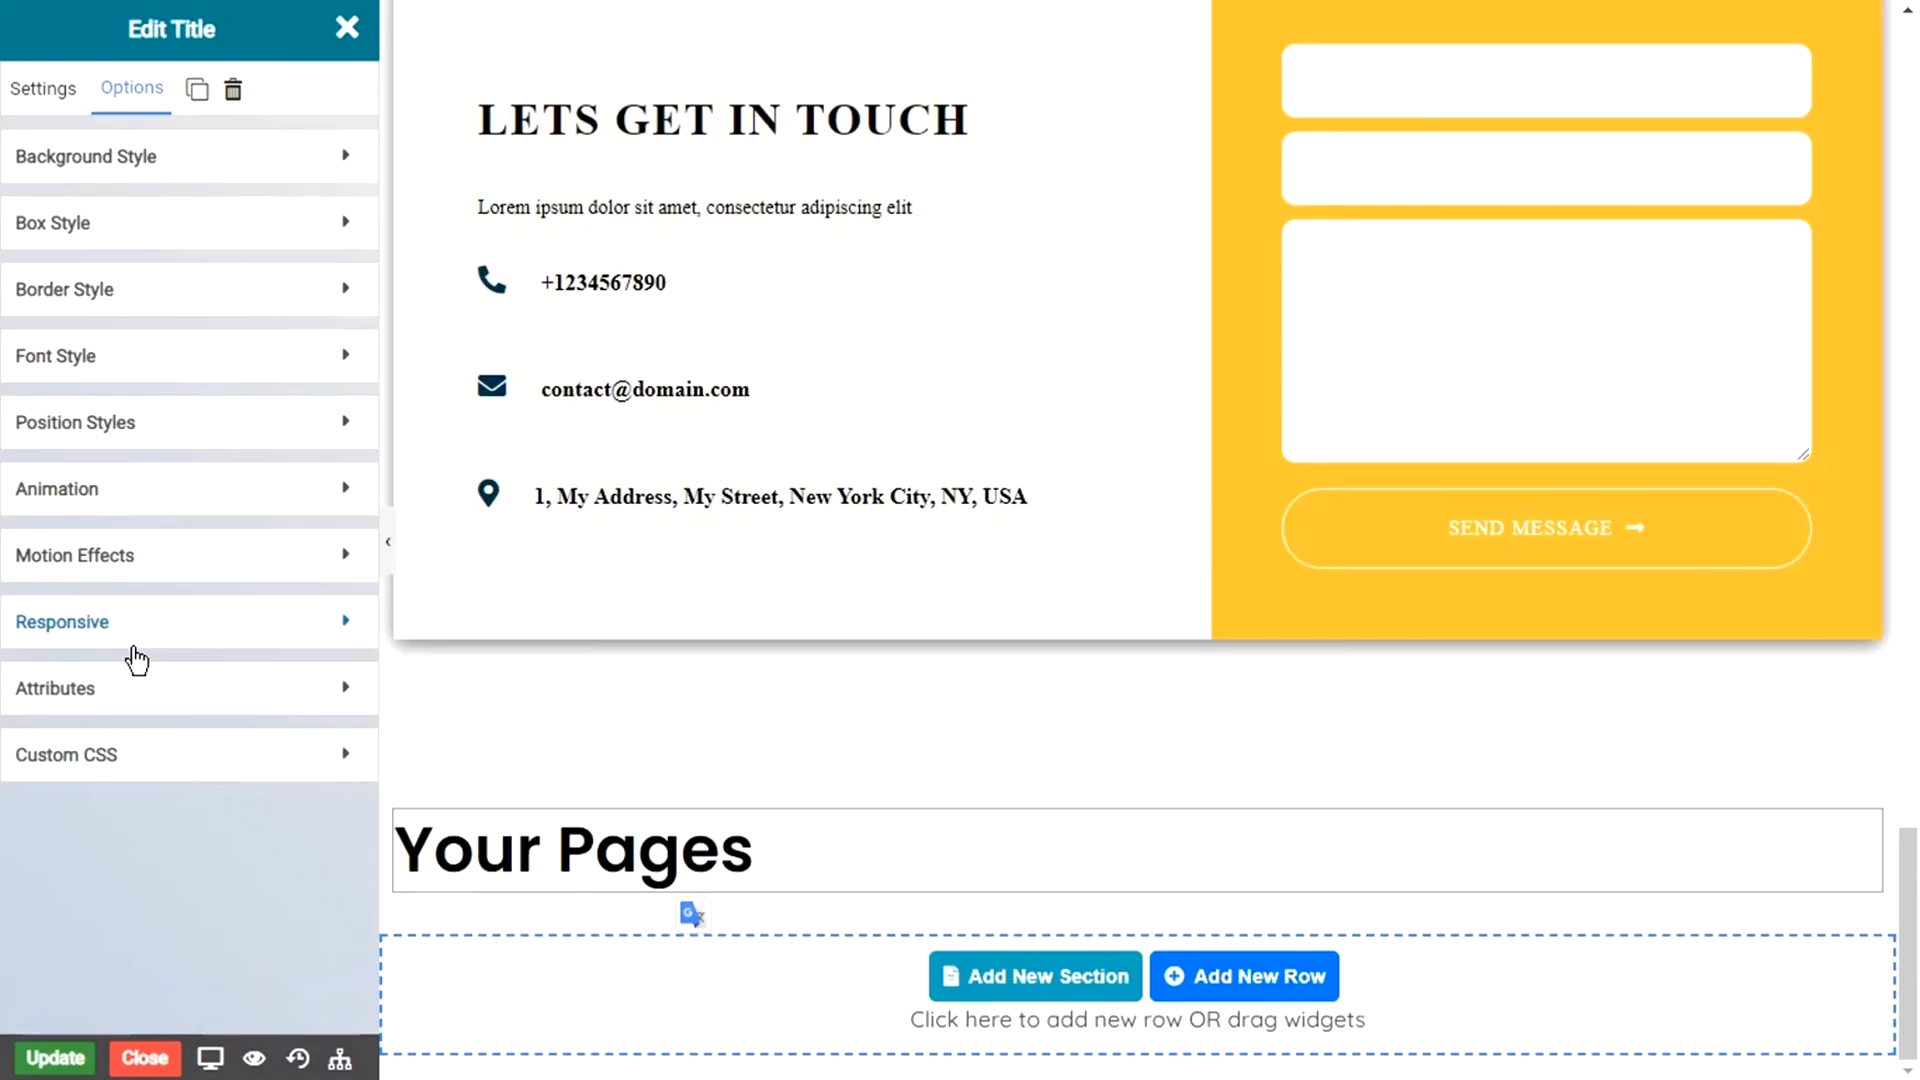 Edit Title
Settings
Options
Background Style
Box Style
Border Style
Font Style
Position Styles
Animation
Motion Effects
Responsive
Attributes
Custom CSS
Update
Close
LETS GET IN TOUCH
Lorem ipsum dolor sit amet, consectetur adipiscing elit
+1234567890
contact@domain.com
1, My Address, My Street, New York City, NY, USA
SEND MESSAGE
Your Pages
G
Add New Section
Add New Row
Click here to add new row OR drag widgets